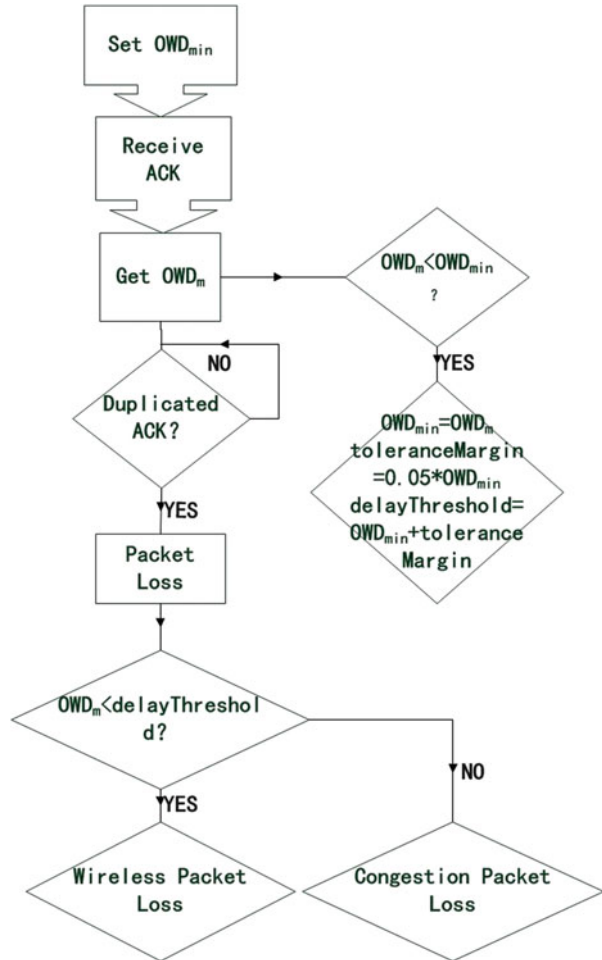 Set OWDmin
Receive
ACK
Get OWDm
OWDm<OWDmin
?
NO
YES
Duplicated
ACK?
OWDmin=OWDm
toleranceMargin
=0.05*OWDmin
delayThreshold=
OWDmin+tolerance
Margin
YES
Packet
Loss
OWDm<delayThreshol
d?
NO
YES
Wireless Packet
Loss
Congestion Packet
Loss